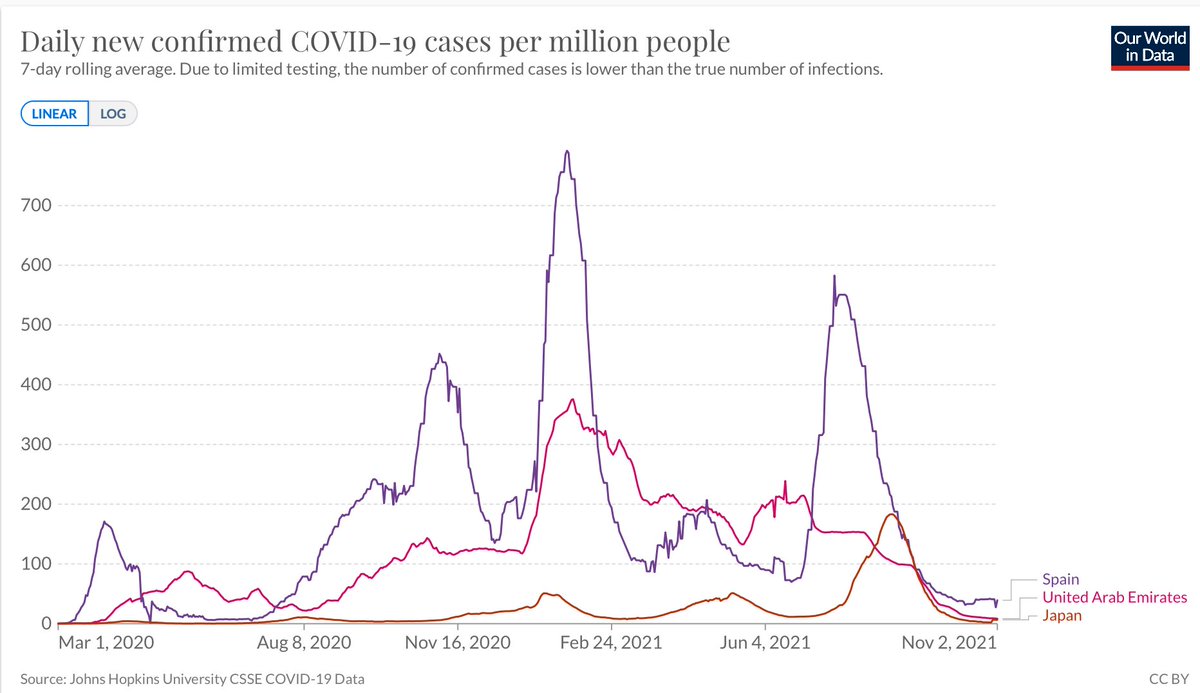 Daily new confirmed COVID-19 cases per million people
7-day rolling average. Due to limited testing, the number of confirmed cases is lower than the true number of infections.
Our World
in Data
LINEAR LOG
700
600
500
400
300
200
100
0
Mar 1, 2020 Aug 8, 2020 Nov 16, 2020 Feb 24, 2021 Jun 4, 2021 Nov 2, 2021
Spain
United Arab Emirates
Japan
Source: Johns Hopkins University CSSE COVID-19 Data
CC BY